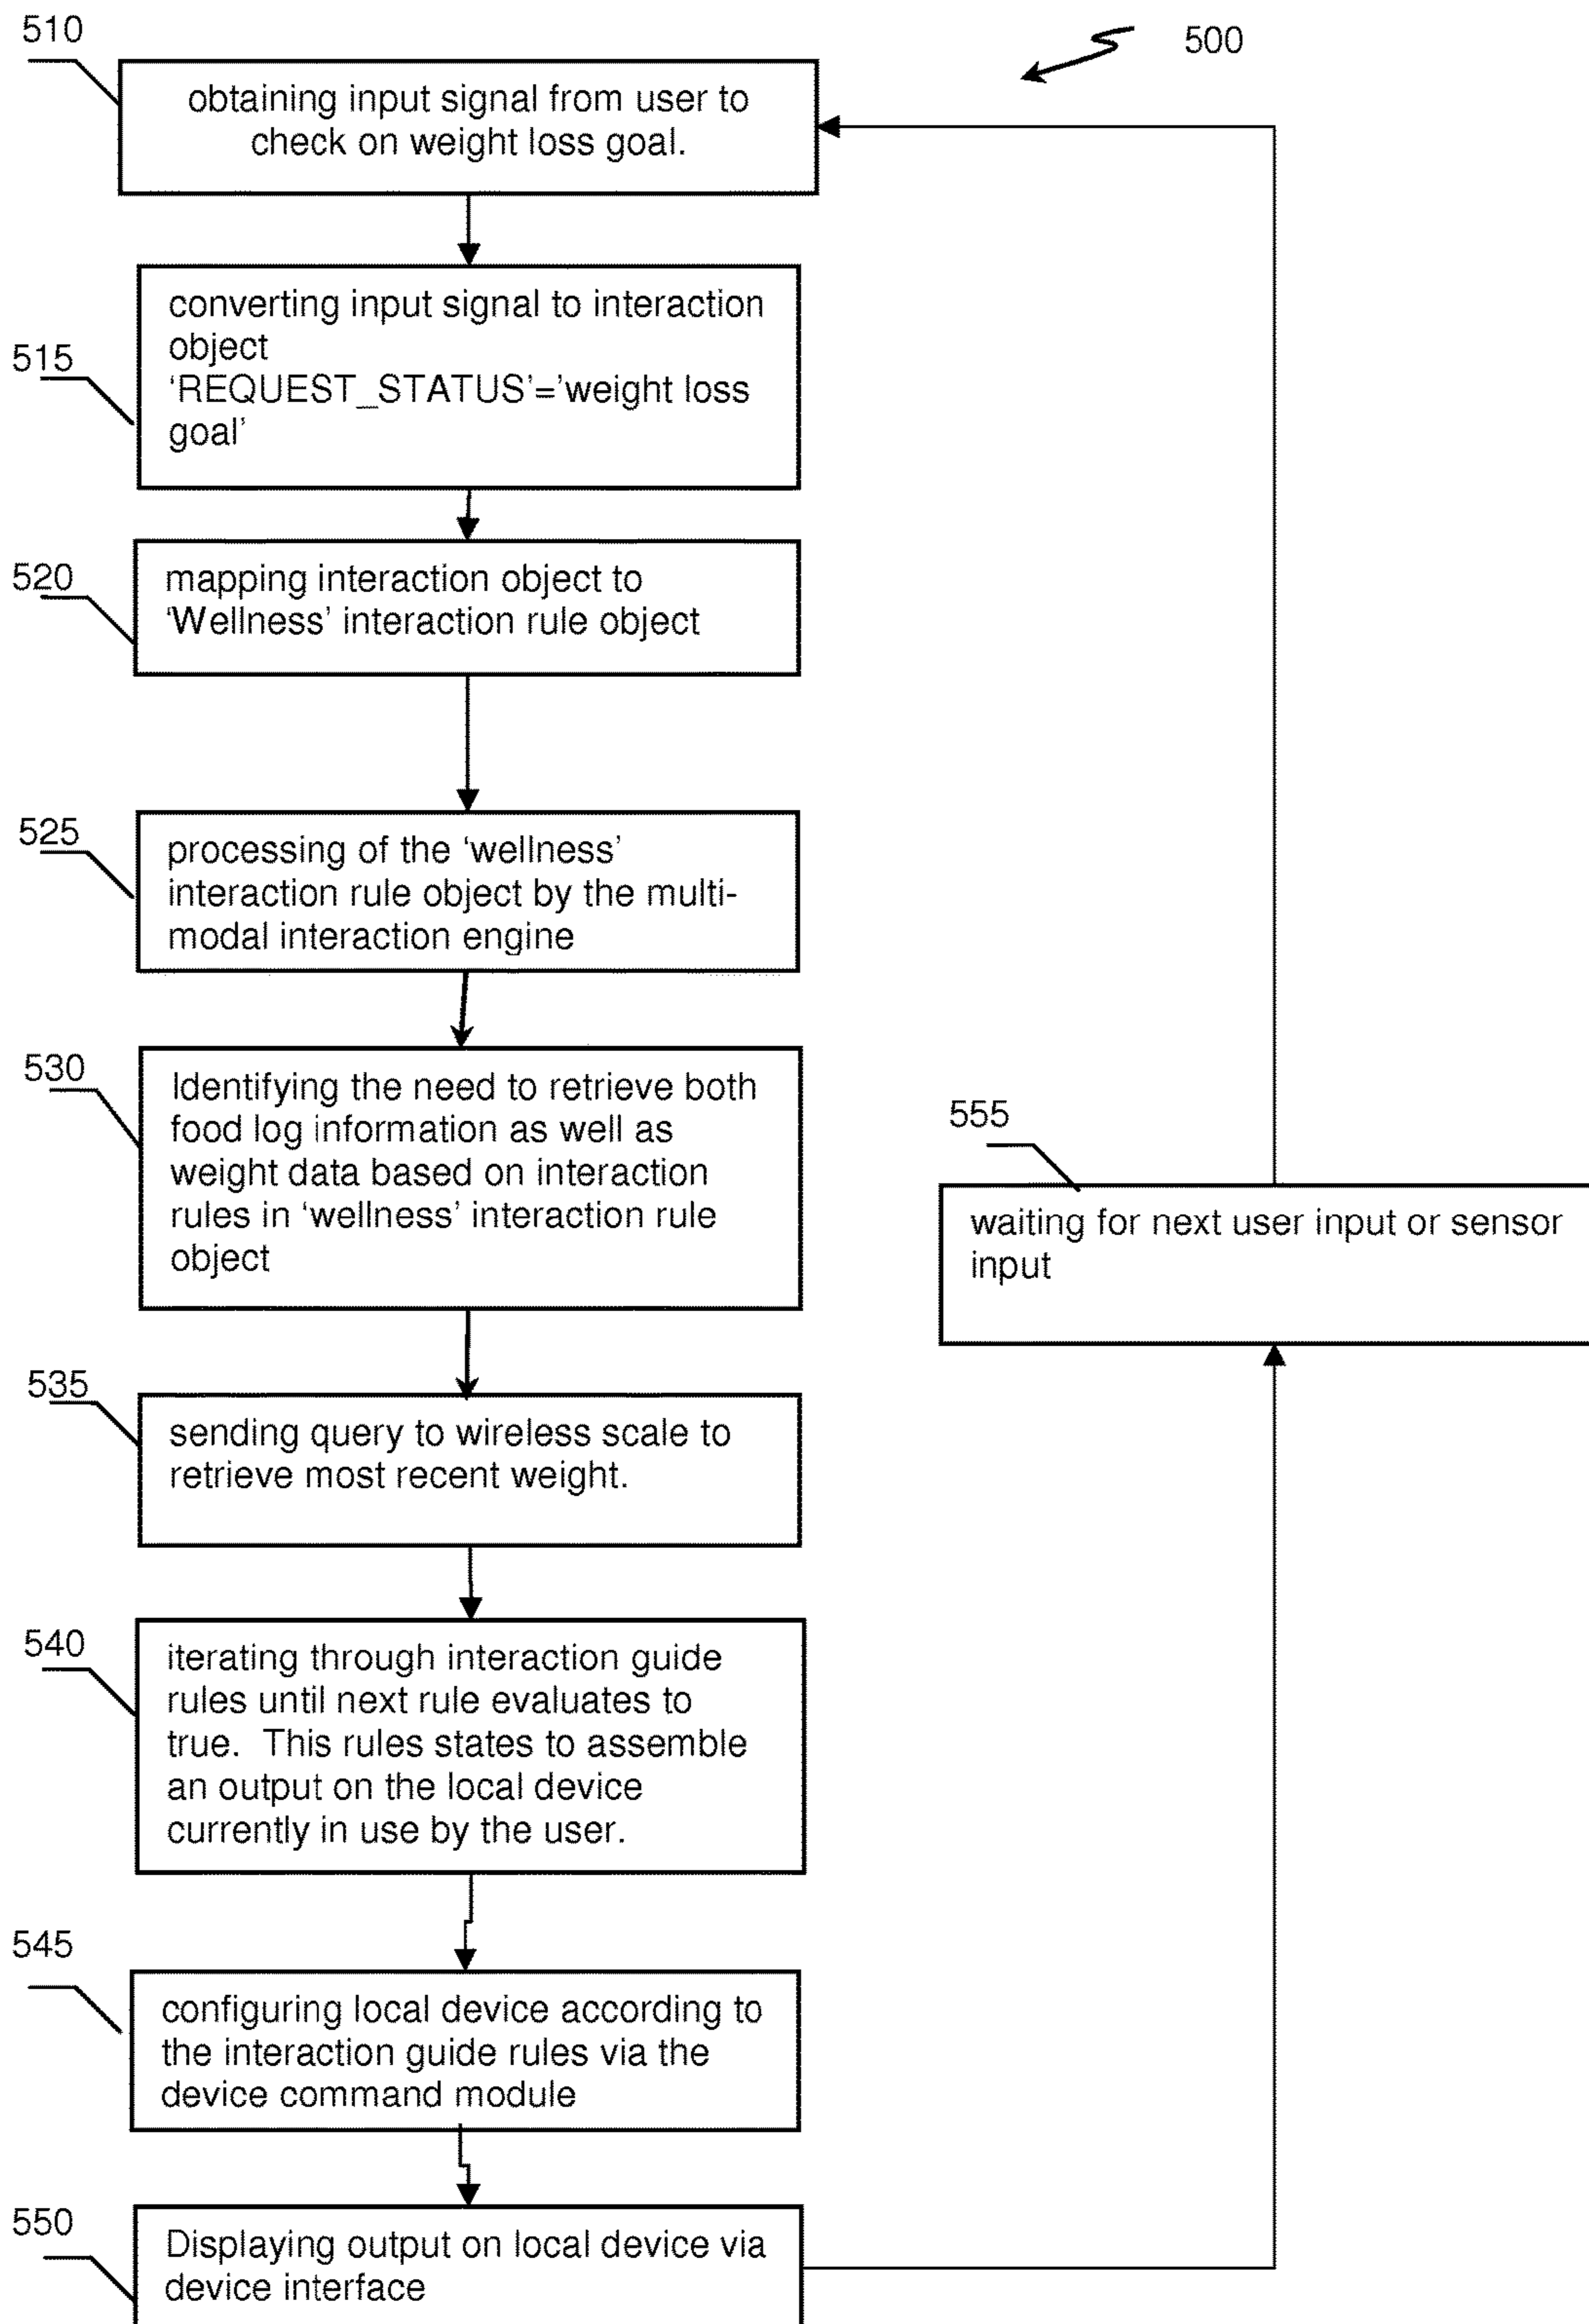 510
500
obtaining input signal from user to
check on weight loss goal.
515
converting input signal to interaction
object
‘REQUEST_STATUS’=’weight loss
goal’
520
mapping interaction object to
‘Wellness’ interaction rule object
525
processing of the ‘wellness’
interaction rule object by the multi-
modal interaction engine
530
Identifying the need to retrieve both
food log information as well as
weight data based on interaction
rules in ‘wellness’ interaction rule
object
555
waiting for next user input or sensor
input
535
sending query to wireless scale to
retrieve most recent weight.
540
iterating through interaction guide
rules until next rule evaluates to
true.  This rules states to assemble
an output on the local device
currently in use by the user.
545
configuring local device according to
the interaction guide rules via the
device command module
550
Displaying output on local device via
device interface